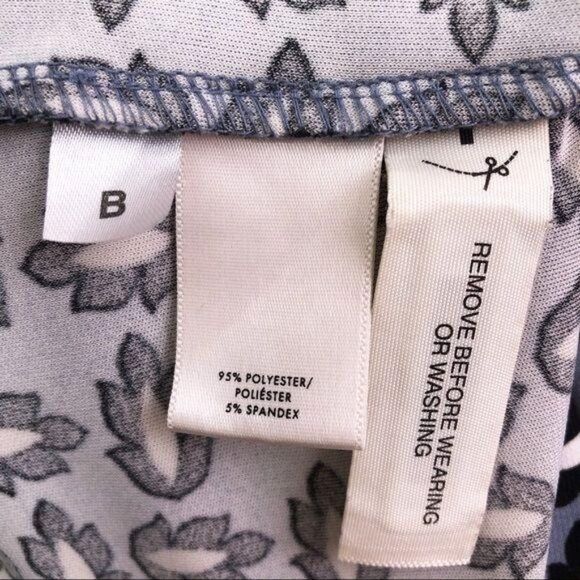 B
95% POLYESTER/
POLIÉSTER
5% SPANDEX
REMOVE BEFORE WEARING
OR WASHING